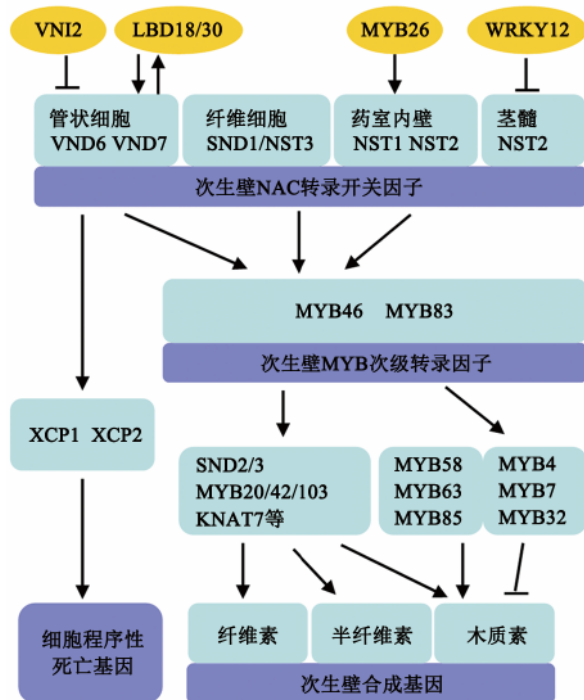 VNI2
LBD18/30
MYB26
WRKY12
管状细胞
VND6 VND7
纤维细胞
SND1/NST3
药室内壁
NST1 NST2
茎髓
NST2
次生壁NAC转录开关因子
MYB46 MYB83
次生壁MYB次级转录因子
XCP1 XCP2
SND2/3
MYB20/42/103
KNAT7等
MYB58
MYB63
MYB85
MYB4
MYB7
MYB32
细胞程序性
死亡基因
纤维素
半纤维素
木质素
次生壁合成基因